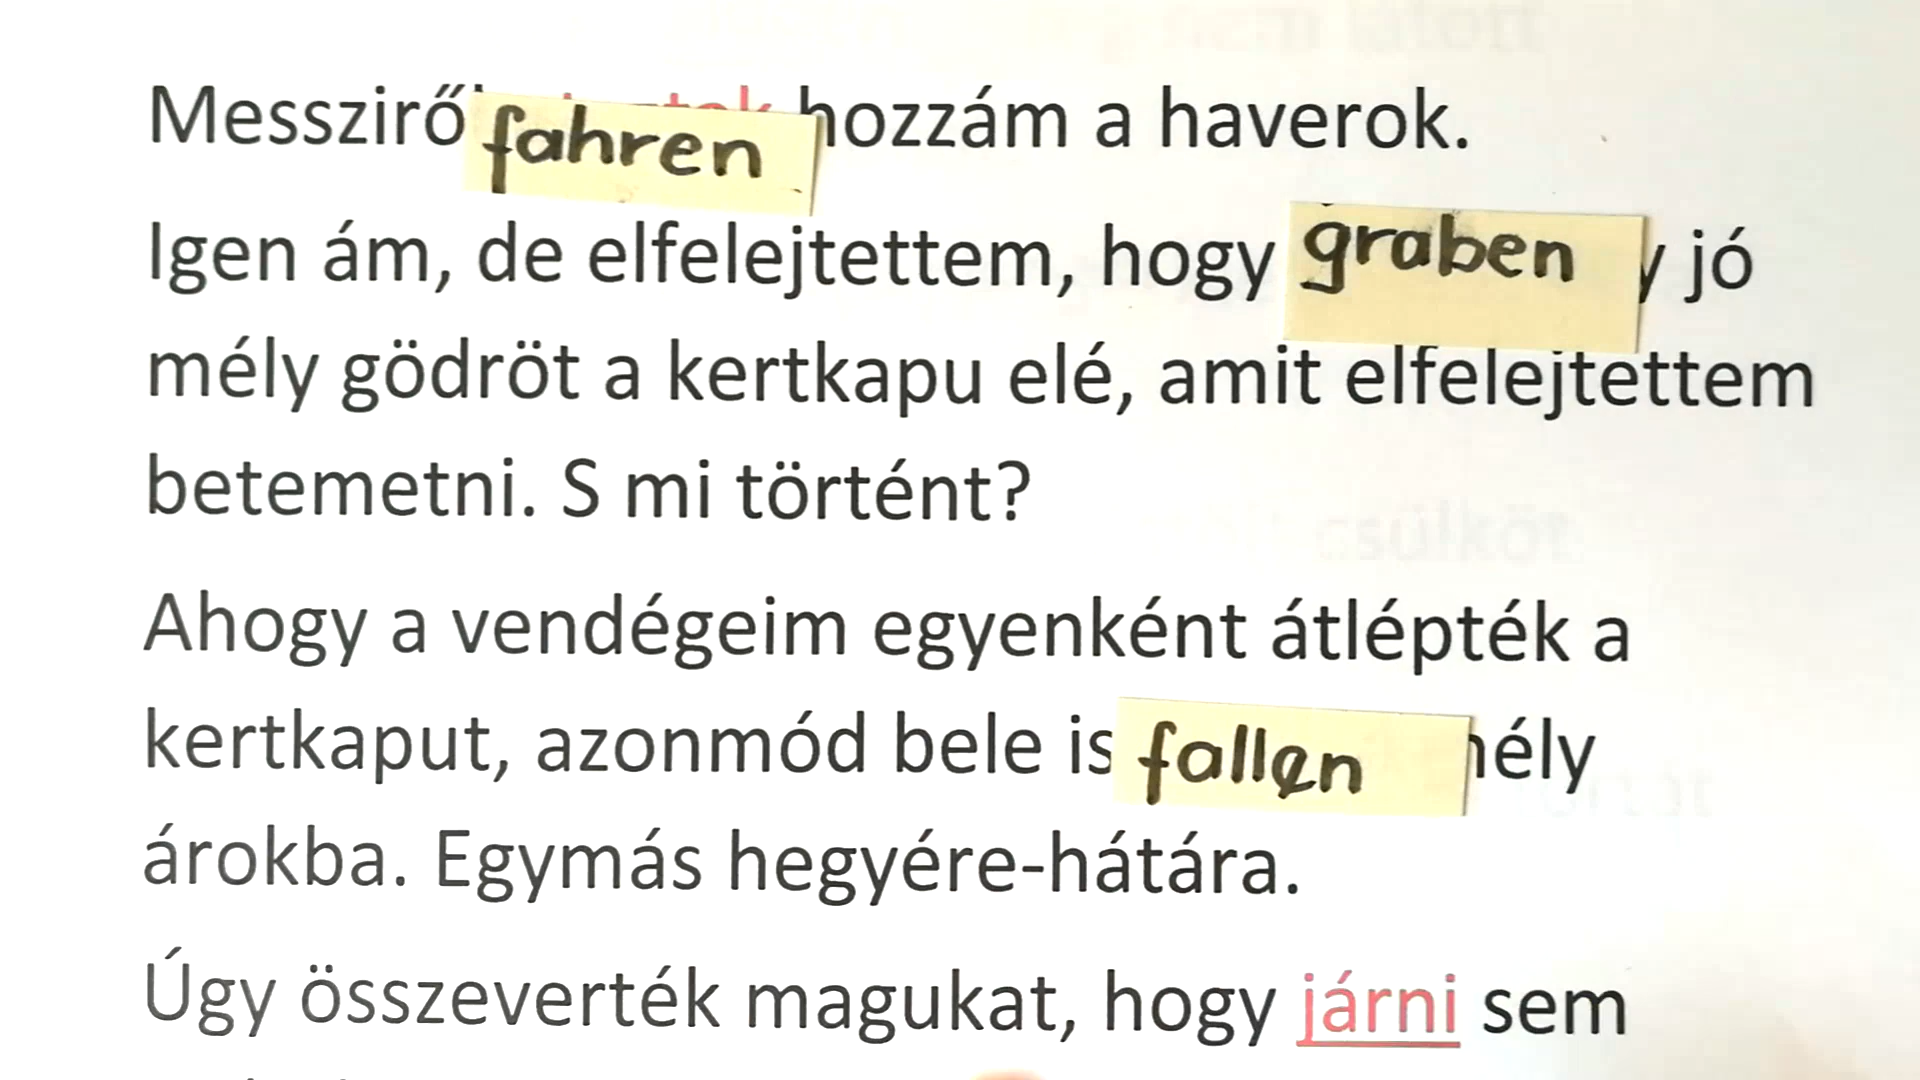 Messziről fahren hozzám a haverok.
Igen ám, de elfelejtettem, hogy graben jó
mély gödröt a kertkapu elé, amit elfelejtettem
betemetni. S mi történt?
Ahogy a vendégeim egyenként átlépték a
kertkaput, azonmód bele is fallen mély
árokba. Egymás hegyére-hátára.
Úgy összeverték magukat, hogy járni sem